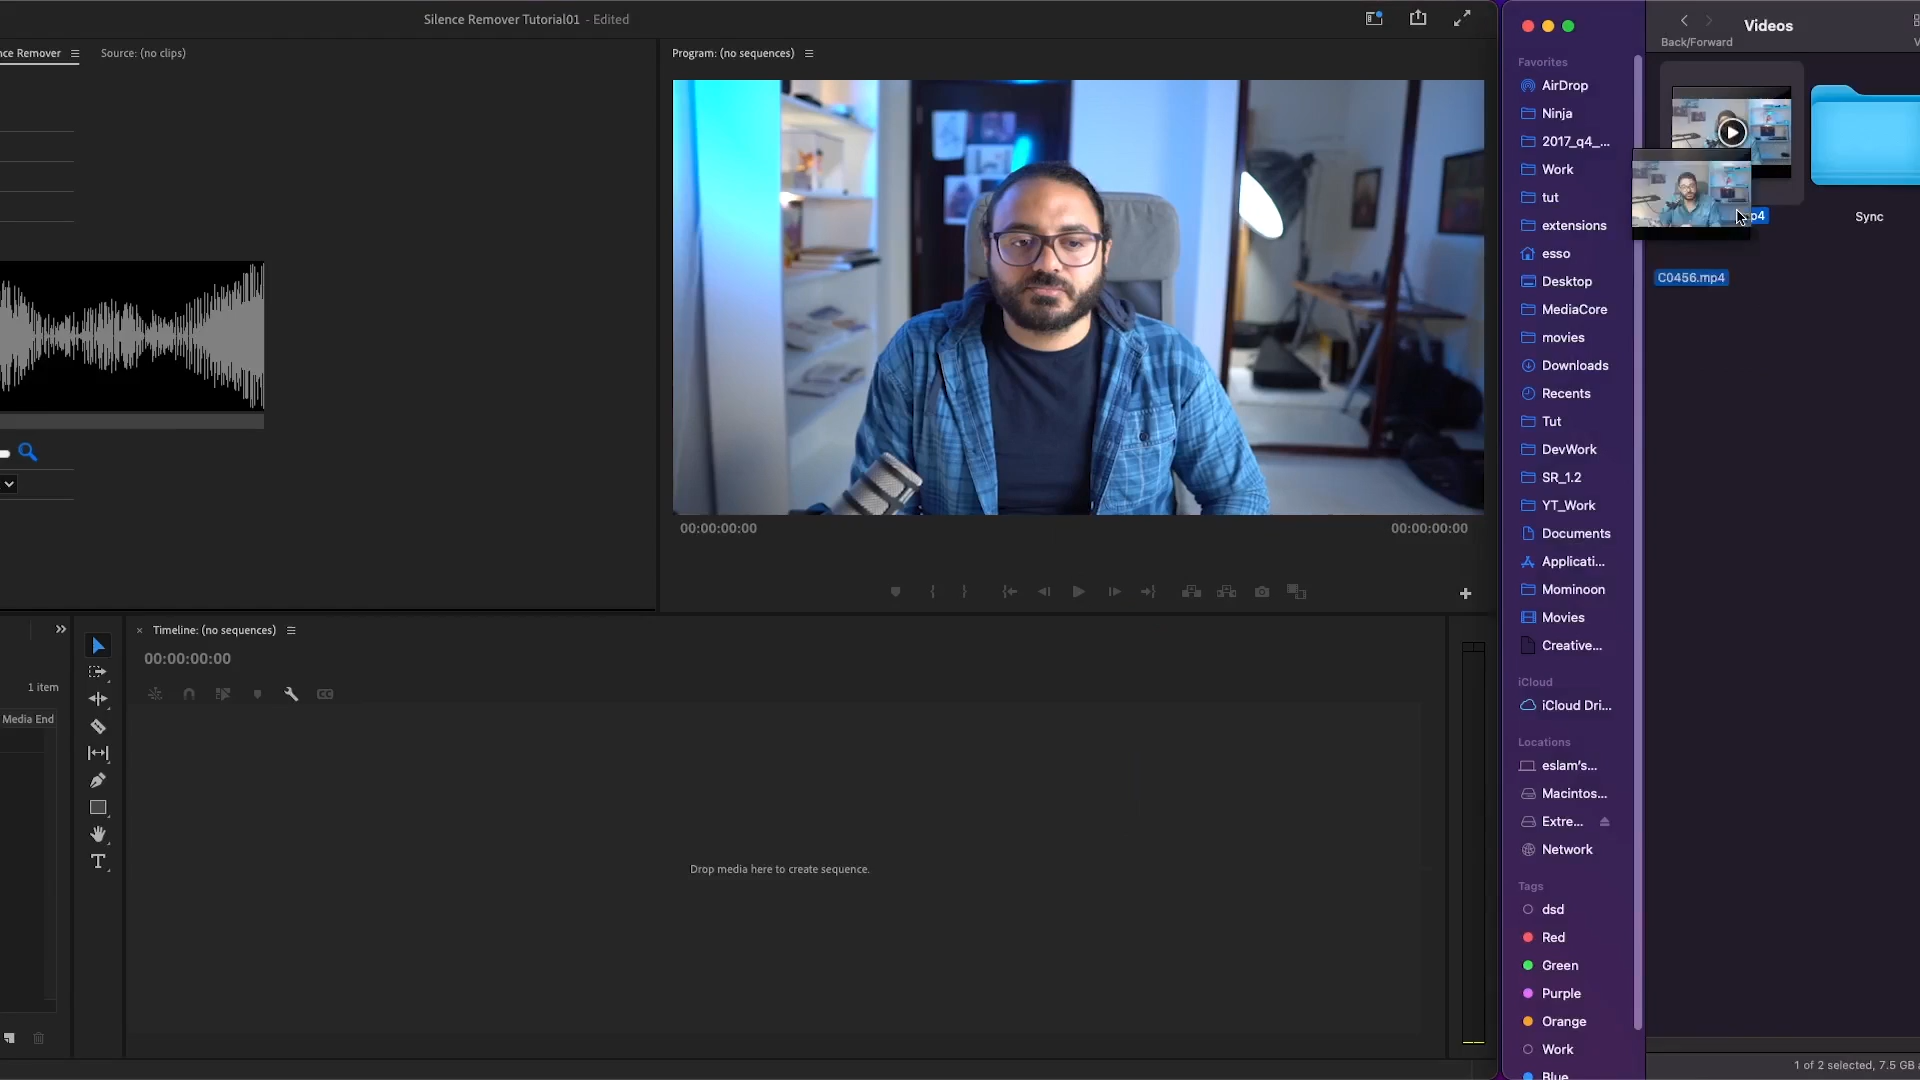 Silence Remover Tutorial01 - Edited
nce Remover
Source: (no clips)
Program: (no sequences)
00:00:00:00
00:00:00:00
Timeline: (no sequences)
00:00:00:00
1 item
Media End
Drop media here to create sequence.
Back/Forward
Videos
Favorites
AirDrop
Ninja
2017_q4_...
Work
tut
extensions
esso
Desktop
MediaCore
movies
Downloads
Recents
Tut
DevWork
SR_1.2
YT_Work
Documents
Applicati...
Mominoon
Movies
Creative...
iCloud
iCloud Dri...
Locations
eslam's...
Macintos...
Extre...
Network
Tags
dsd
Red
Green
Purple
Orange
Work
Blue
p4
Sync
C0456.mp4
1 of 2 selected, 7.5 GB